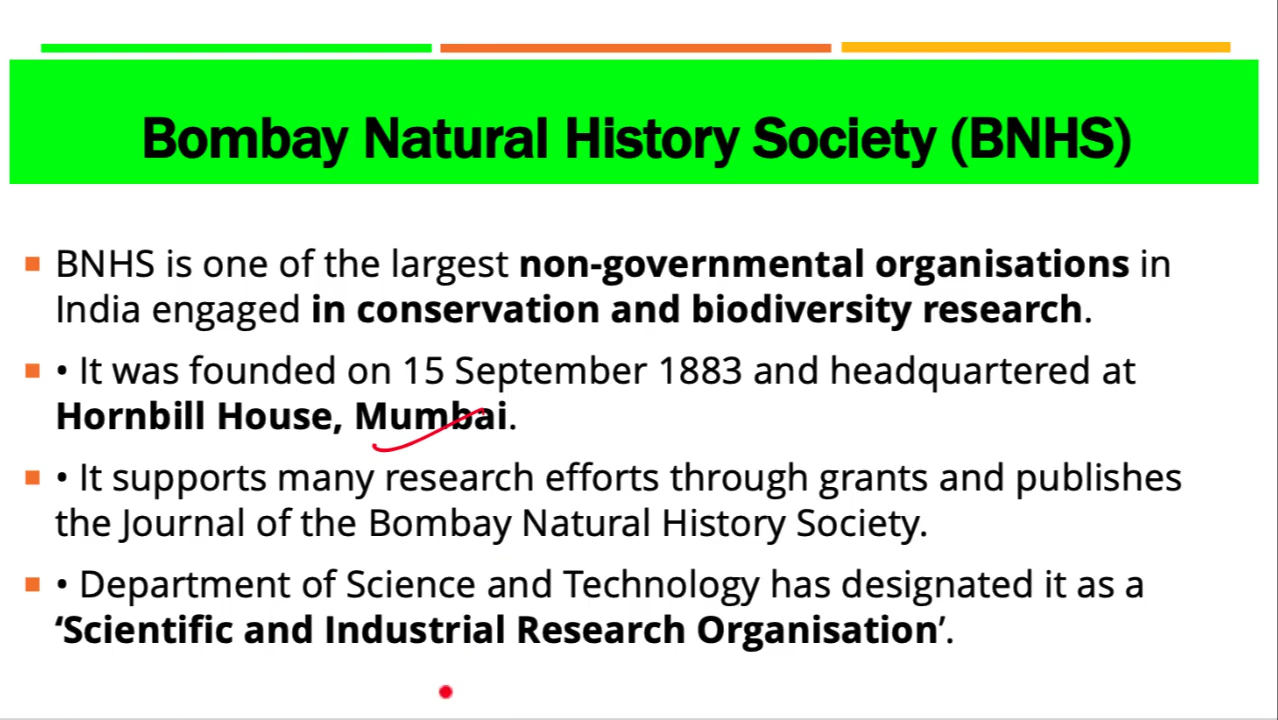 Bombay Natural History Society (BNHS)
BNHS is one of the largest non-governmental organisations in
India engaged in conservation and biodiversity research.
• It was founded on 15 September 1883 and headquartered at
Hornbill House, Mumbai.
• It supports many research efforts through grants and publishes
the Journal of the Bombay Natural History Society.
• Department of Science and Technology has designated it as a
‘Scientific and Industrial Research Organisation’.